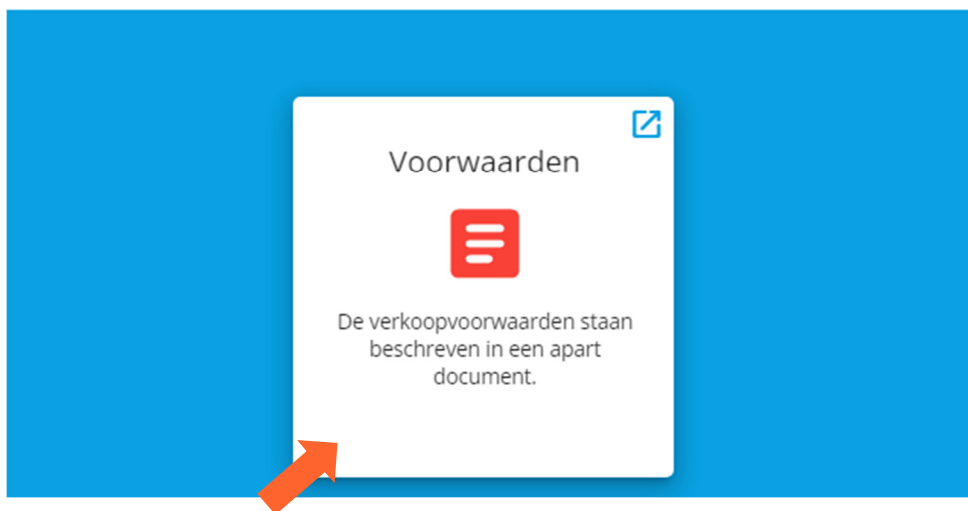 Voorwaarden
De verkoopvoorwaarden staan
beschreven in een apart
document.